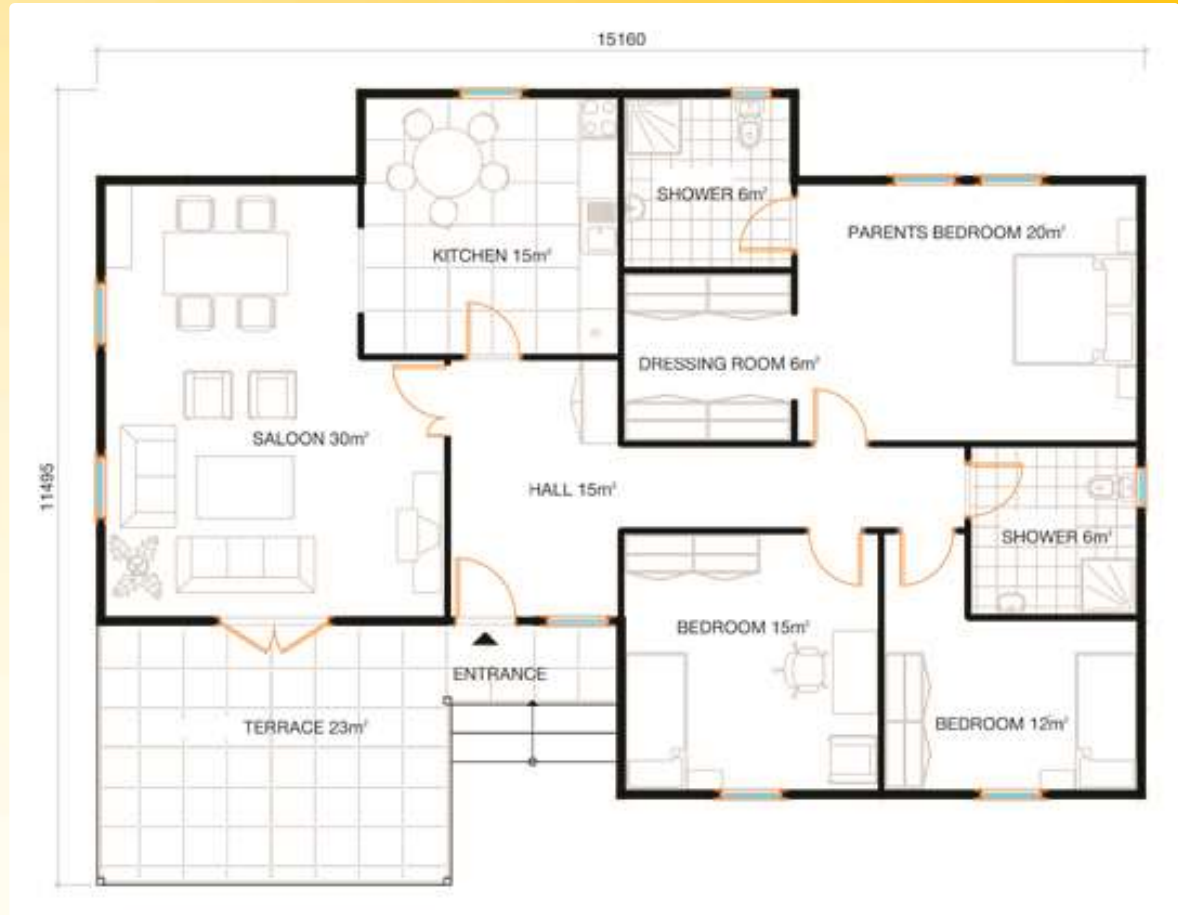 15160
11495
SHOWER 6m²
KITCHEN 15m²
PARENTS BEDROOM 20m²
DRESSING ROOM 6m²
SALOON 30m²
HALL 15m²
SHOWER 6m²
BEDROOM 15m²
ENTRANCE
TERRACE 23m²
BEDROOM 12m²